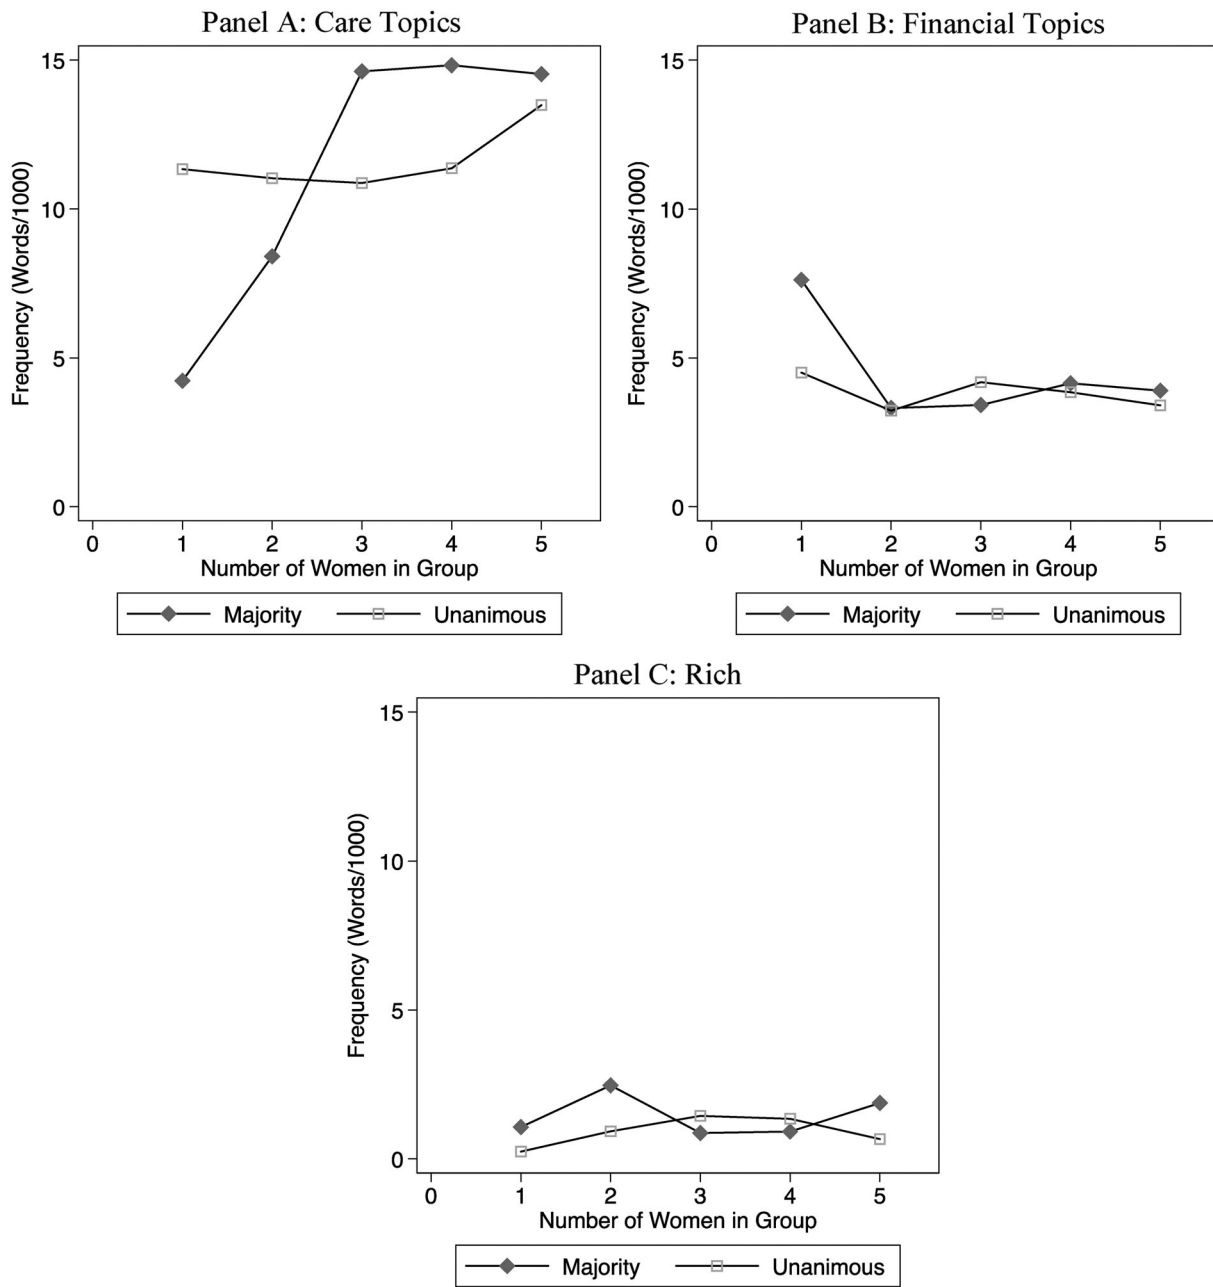 Panel A: Care Topics
15
10
5
0
Frequency (Words/1000)
0 1 2 3 4 5
Number of Women in Group
Majority Unanimous
Panel B: Financial Topics
15
10
5
0
Frequency (Words/1000)
0 1 2 3 4 5
Number of Women in Group
Majority Unanimous
Panel C: Rich
15
10
5
0
Frequency (Words/1000)
0 1 2 3 4 5
Number of Women in Group
Majority Unanimous